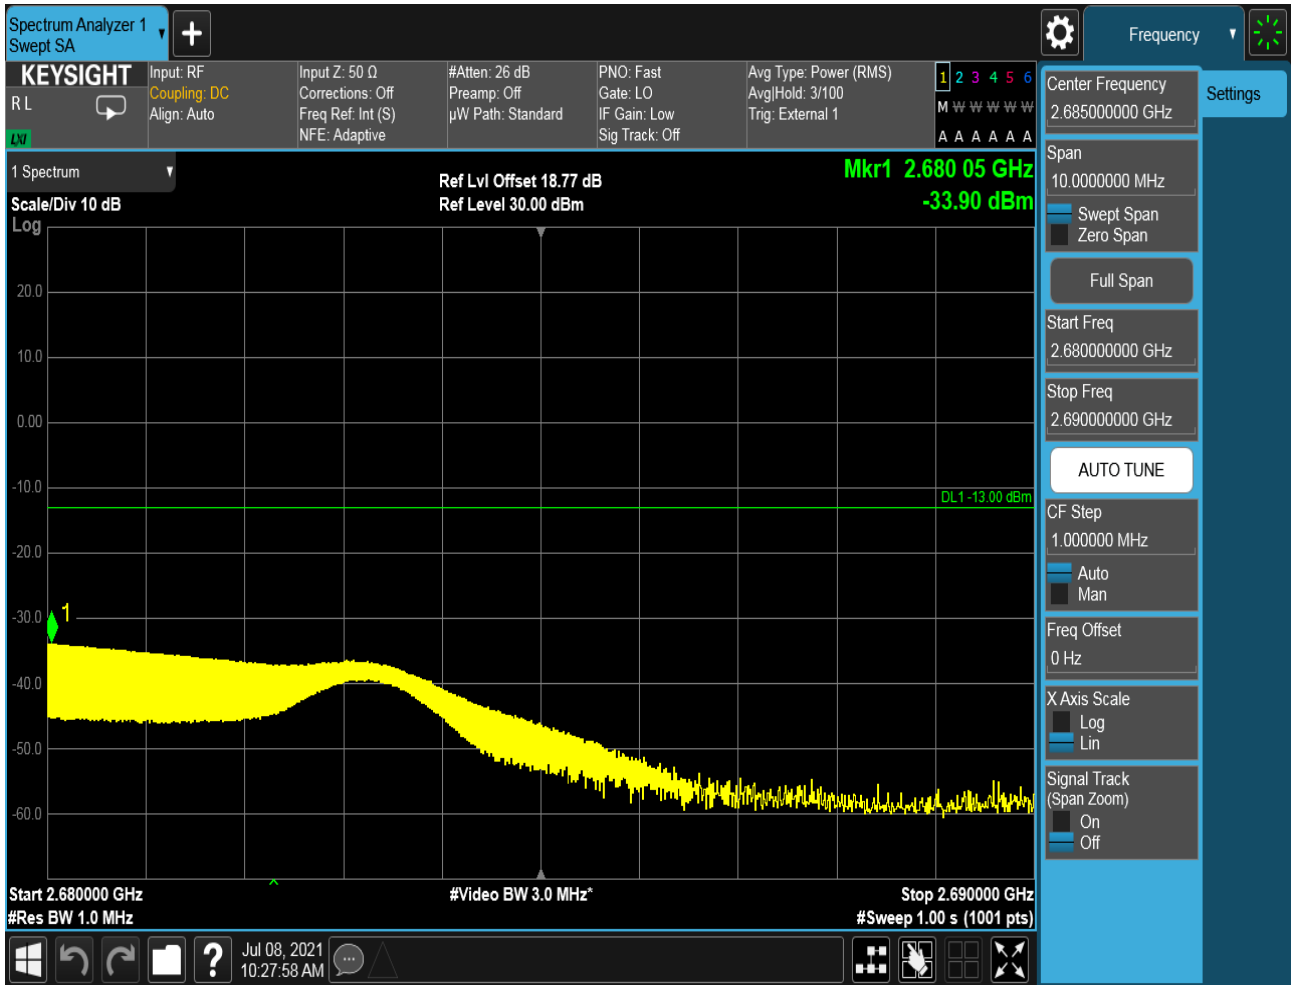 Spectrum Analyzer 1
Swept SA
Frequency
KEYSIGHT
R L
LXI
Input: RF
Coupling: DC
Align: Auto
Input Z: 50 Ω
Corrections: Off
Freq Ref: Int (S)
NFE: Adaptive
#Atten: 26 dB
Preamp: Off
µW Path: Standard
PNO: Fast
Gate: LO
IF Gain: Low
Sig Track: Off
Avg Type: Power (RMS)
Avg|Hold: 3/100
Trig: External 1
1 2 3 4 5 6
M W W W W W
A A A A A A
1 Spectrum
Scale/Div 10 dB
Log
Ref Lvl Offset 18.77 dB
Ref Level 30.00 dBm
Mkr1 2.680 05 GHz
-33.90 dBm
20.0
10.0
0.00
-10.0
DL1 -13.00 dBm
-20.0
-30.0
1
-40.0
-50.0
-60.0
Start 2.680000 GHz
#Res BW 1.0 MHz
#Video BW 3.0 MHz*
Stop 2.690000 GHz
#Sweep 1.00 s (1001 pts)
?
Jul 08, 2021
10:27:58 AM
Center Frequency
2.685000000 GHz
Settings
Span
10.0000000 MHz
Swept Span
Zero Span
Full Span
Start Freq
2.680000000 GHz
Stop Freq
2.690000000 GHz
AUTO TUNE
CF Step
1.000000 MHz
Auto
Man
Freq Offset
0 Hz
X Axis Scale
Log
Lin
Signal Track
(Span Zoom)
On
Off